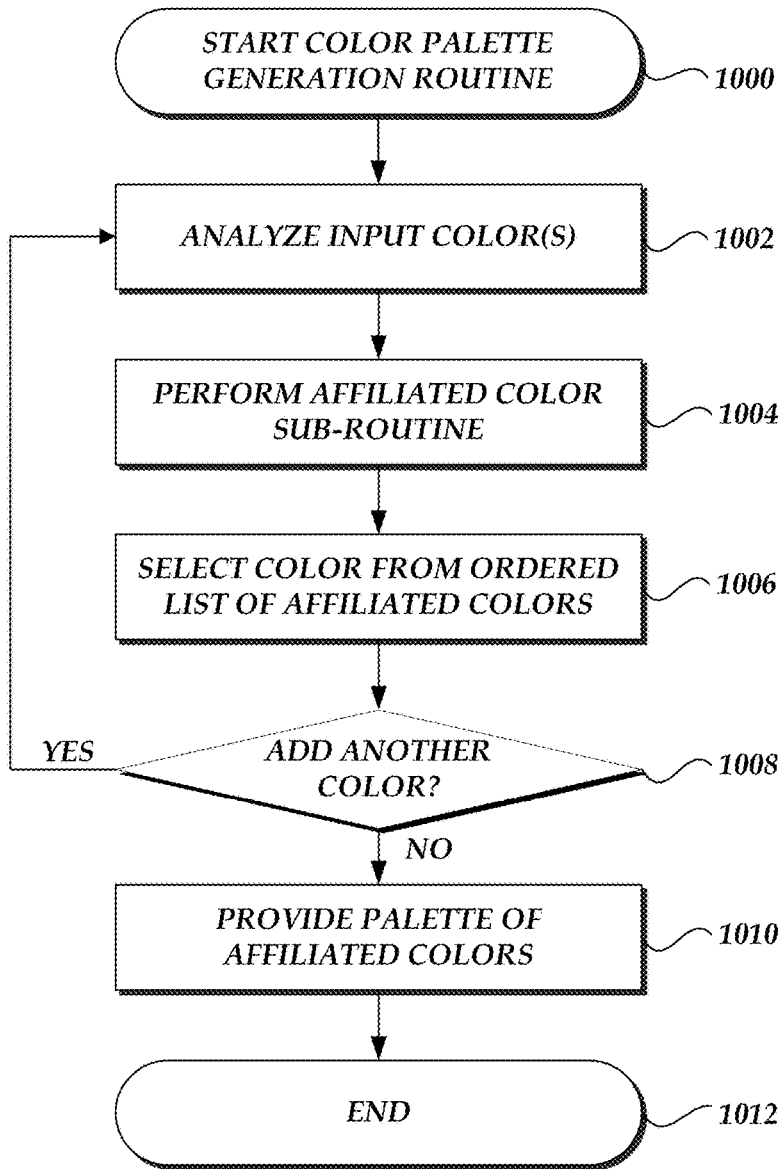 START COLOR PALETTE
GENERATION ROUTINE
1000
ANALYZE INPUT COLOR(S)
1002
PERFORM AFFILIATED COLOR
SUB-ROUTINE
1004
SELECT COLOR FROM ORDERED
LIST OF AFFILIATED COLORS
1006
YES
ADD ANOTHER
COLOR?
1008
NO
PROVIDE PALETTE OF
AFFILIATED COLORS
1010
END
1012